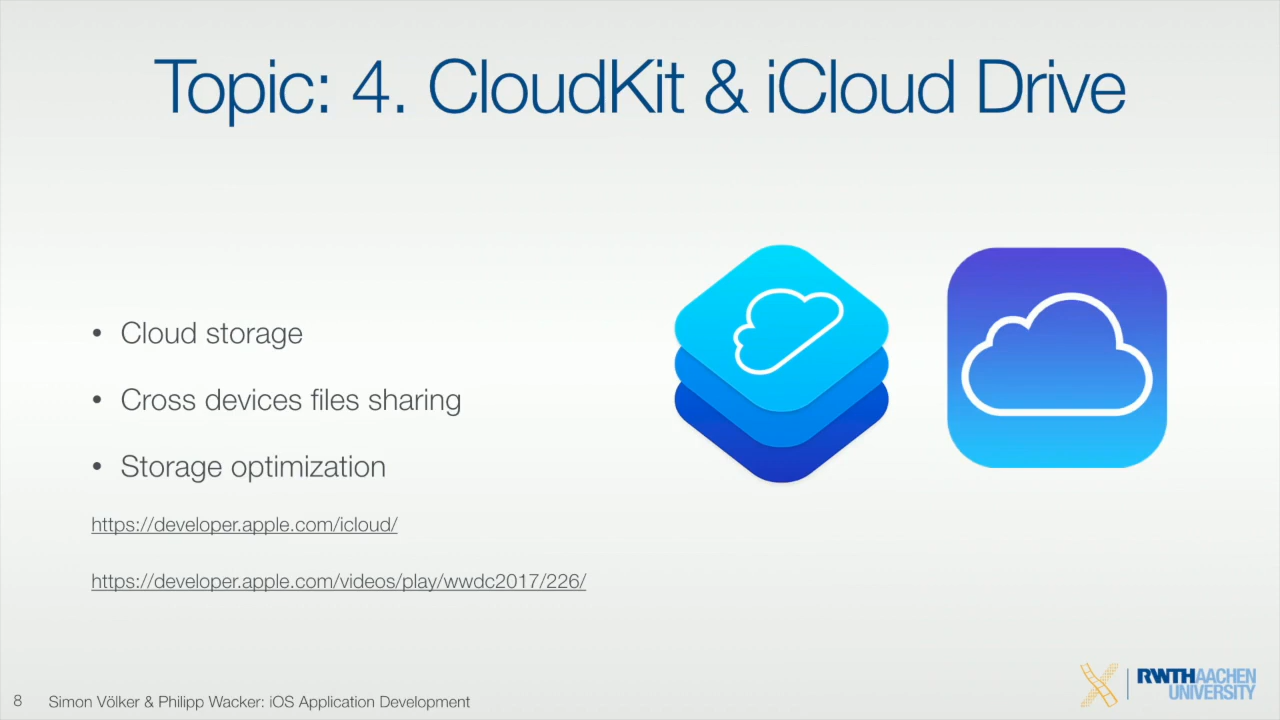 Topic: 4. CloudKit & iCloud Drive
• Cloud storage
• Cross devices files sharing
• Storage optimization
https://developer.apple.com/icloud/
https://developer.apple.com/videos/play/wwdc2017/226/
8 Simon Völker & Philipp Wacker: iOS Application Development
RWTHAACHEN
UNIVERSITY